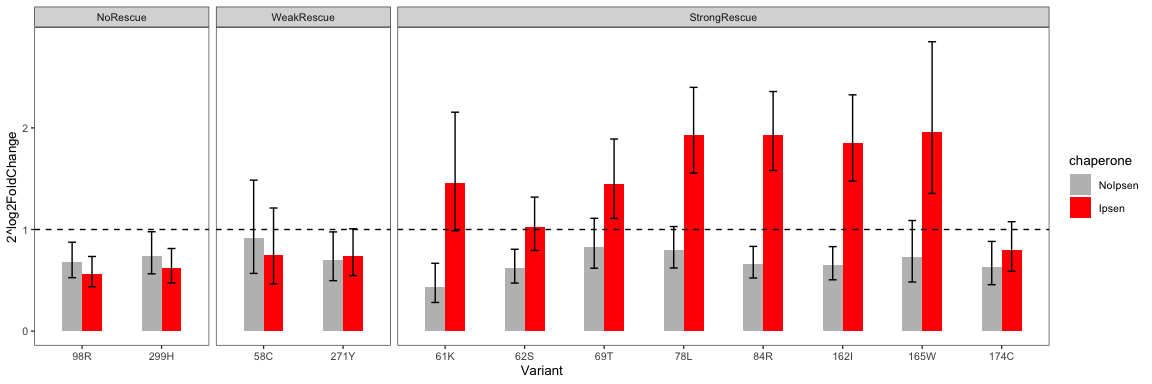 NoRescue WeakRescue StrongRescue
2^log2FoldChange
2
1
0
98R 299H 58C 271Y 61K 62S 69T 78L 84R 162I 165W 174C
Variant
chaperone
NoIpsen
Ipsen